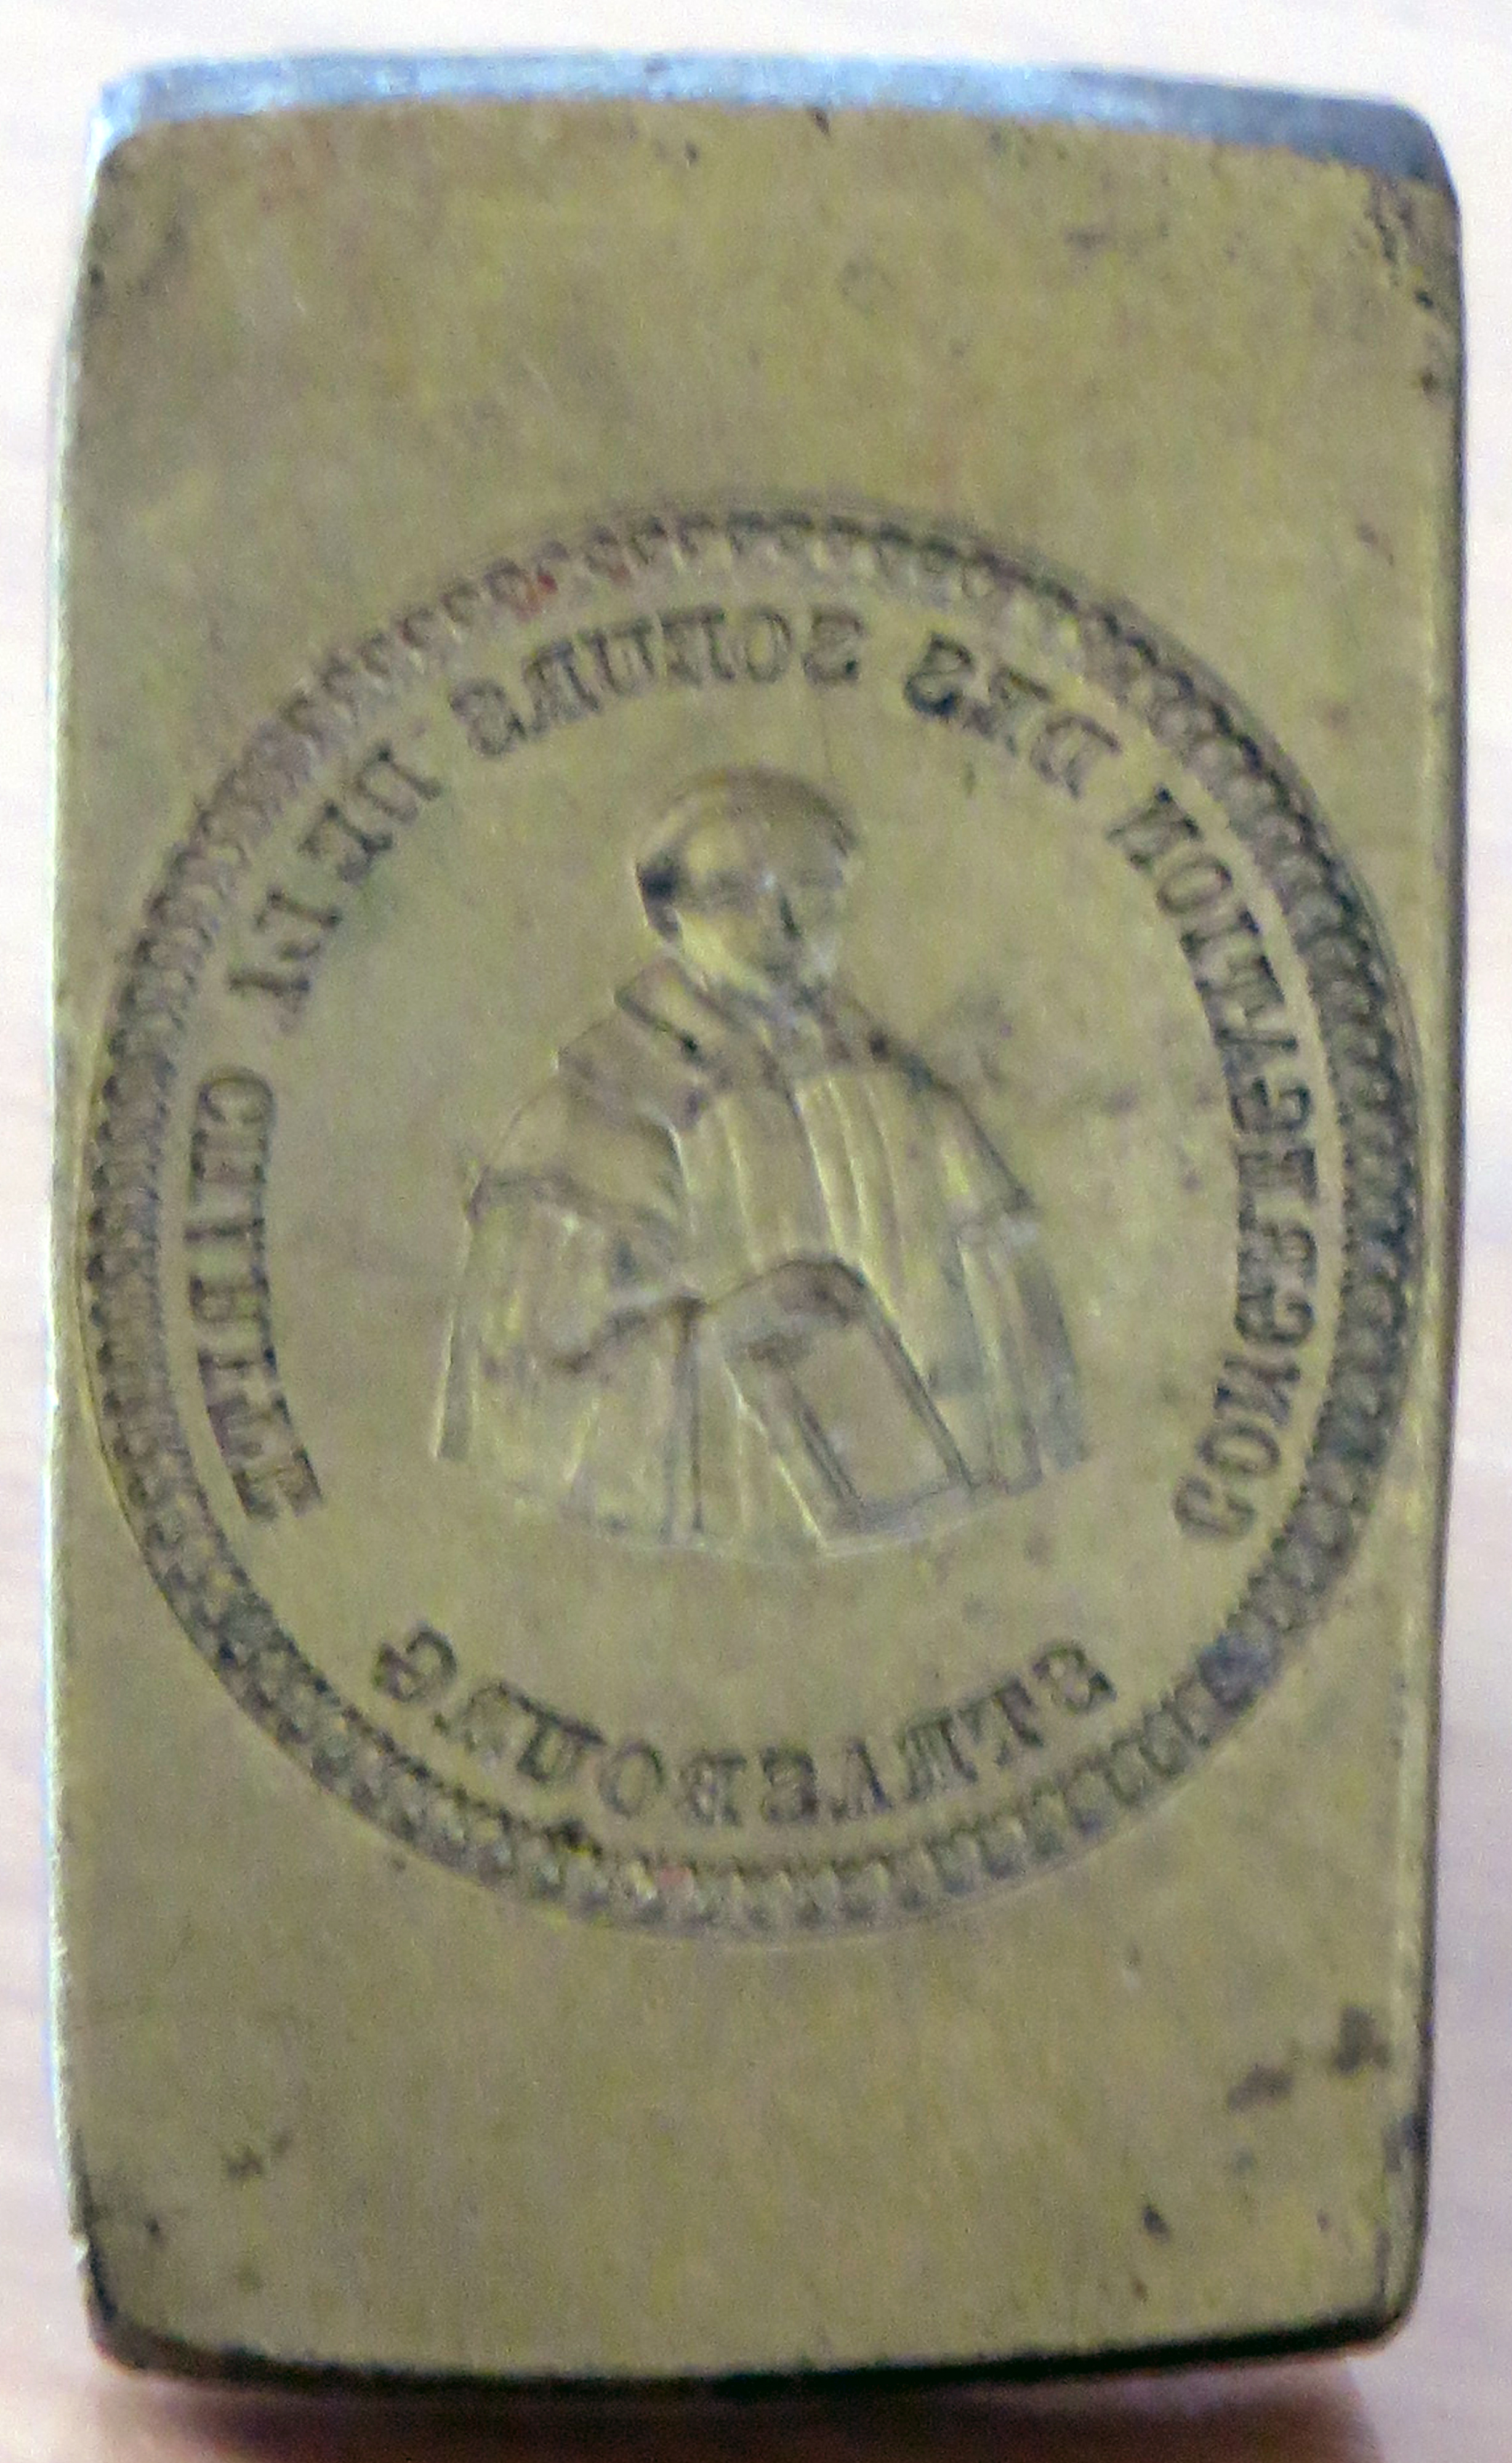 CONGREGATION DES SOEURS DE LA CHARITE
STRASBOURG